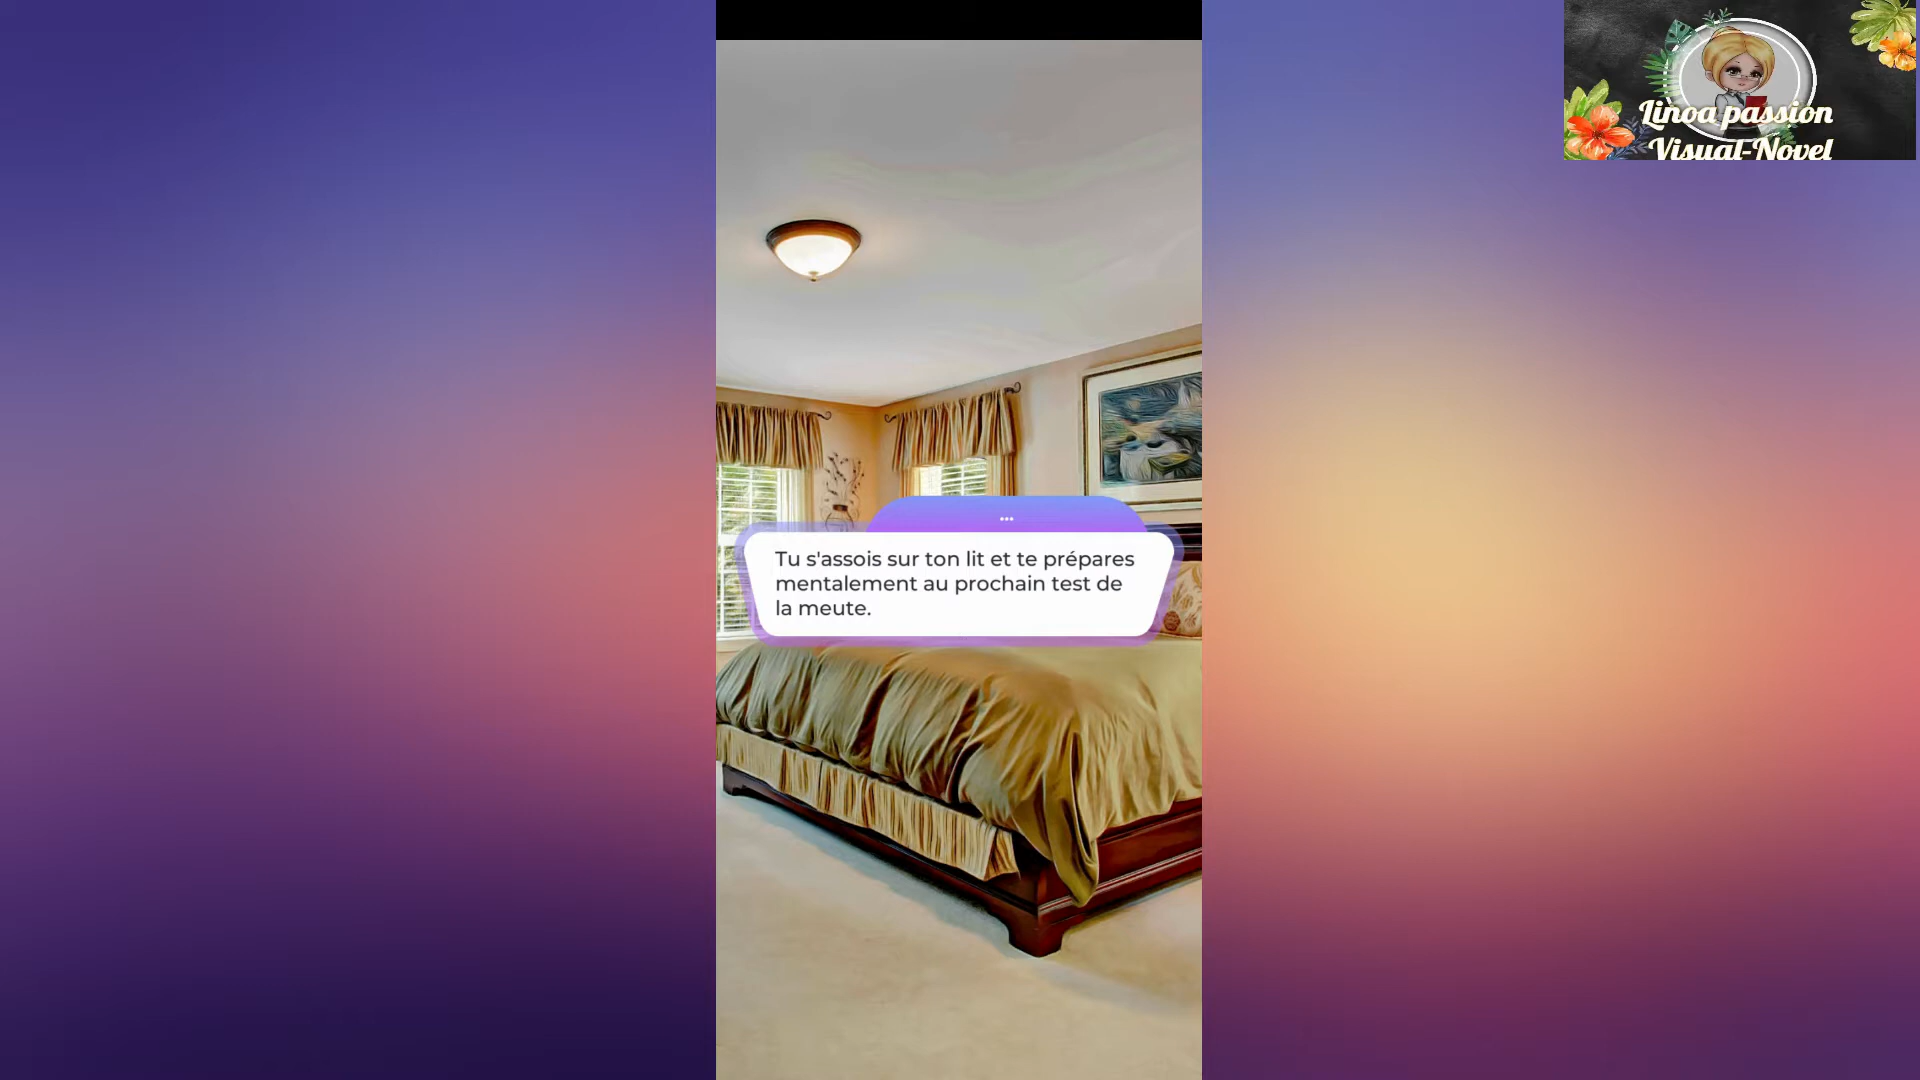 Linoa passion
Visual-Novel
...
Tu s'assois sur ton lit et te prépares
mentalement au prochain test de
la meute.